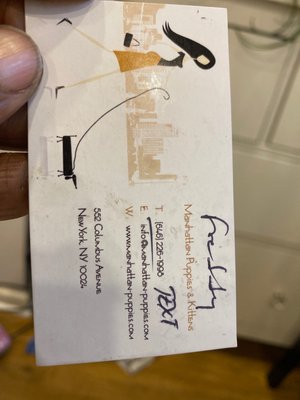 Freddy
Manhattan Puppies & Kittens
T. (646) 226-1990 TEXT
E. info@manhattan-puppies.com
W. www.manhattan-puppies.com
552 Columbus Avenue
New York NY 10024